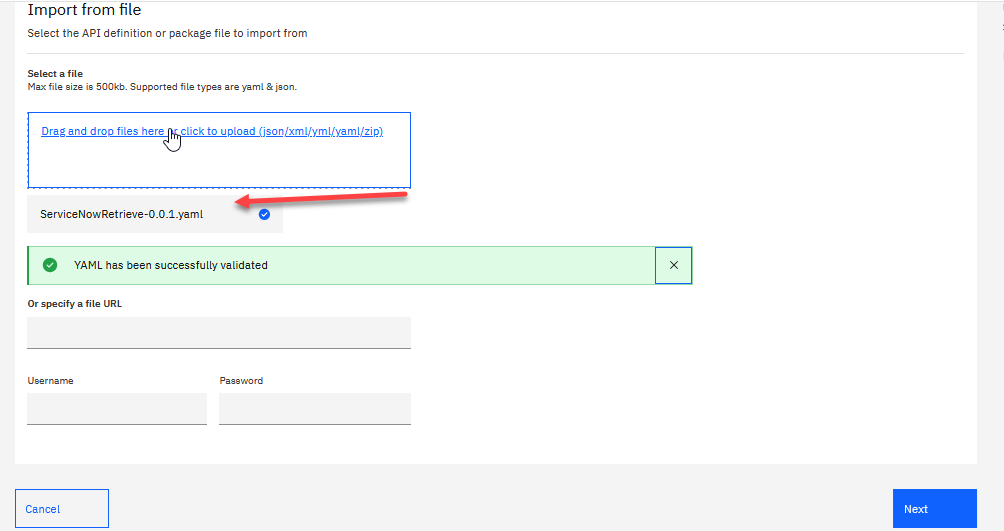 Import from file
Select the API definition or package file to import from
Select a file
Max file size is 500kb. Supported file types are yaml & json.
Drag and drop files here or click to upload (json/xml/yml/yaml/zip)
ServiceNowRetrieve-0.0.1.yaml
YAML has been successfully validated
Or specify a file URL
Username Password
Cancel Next